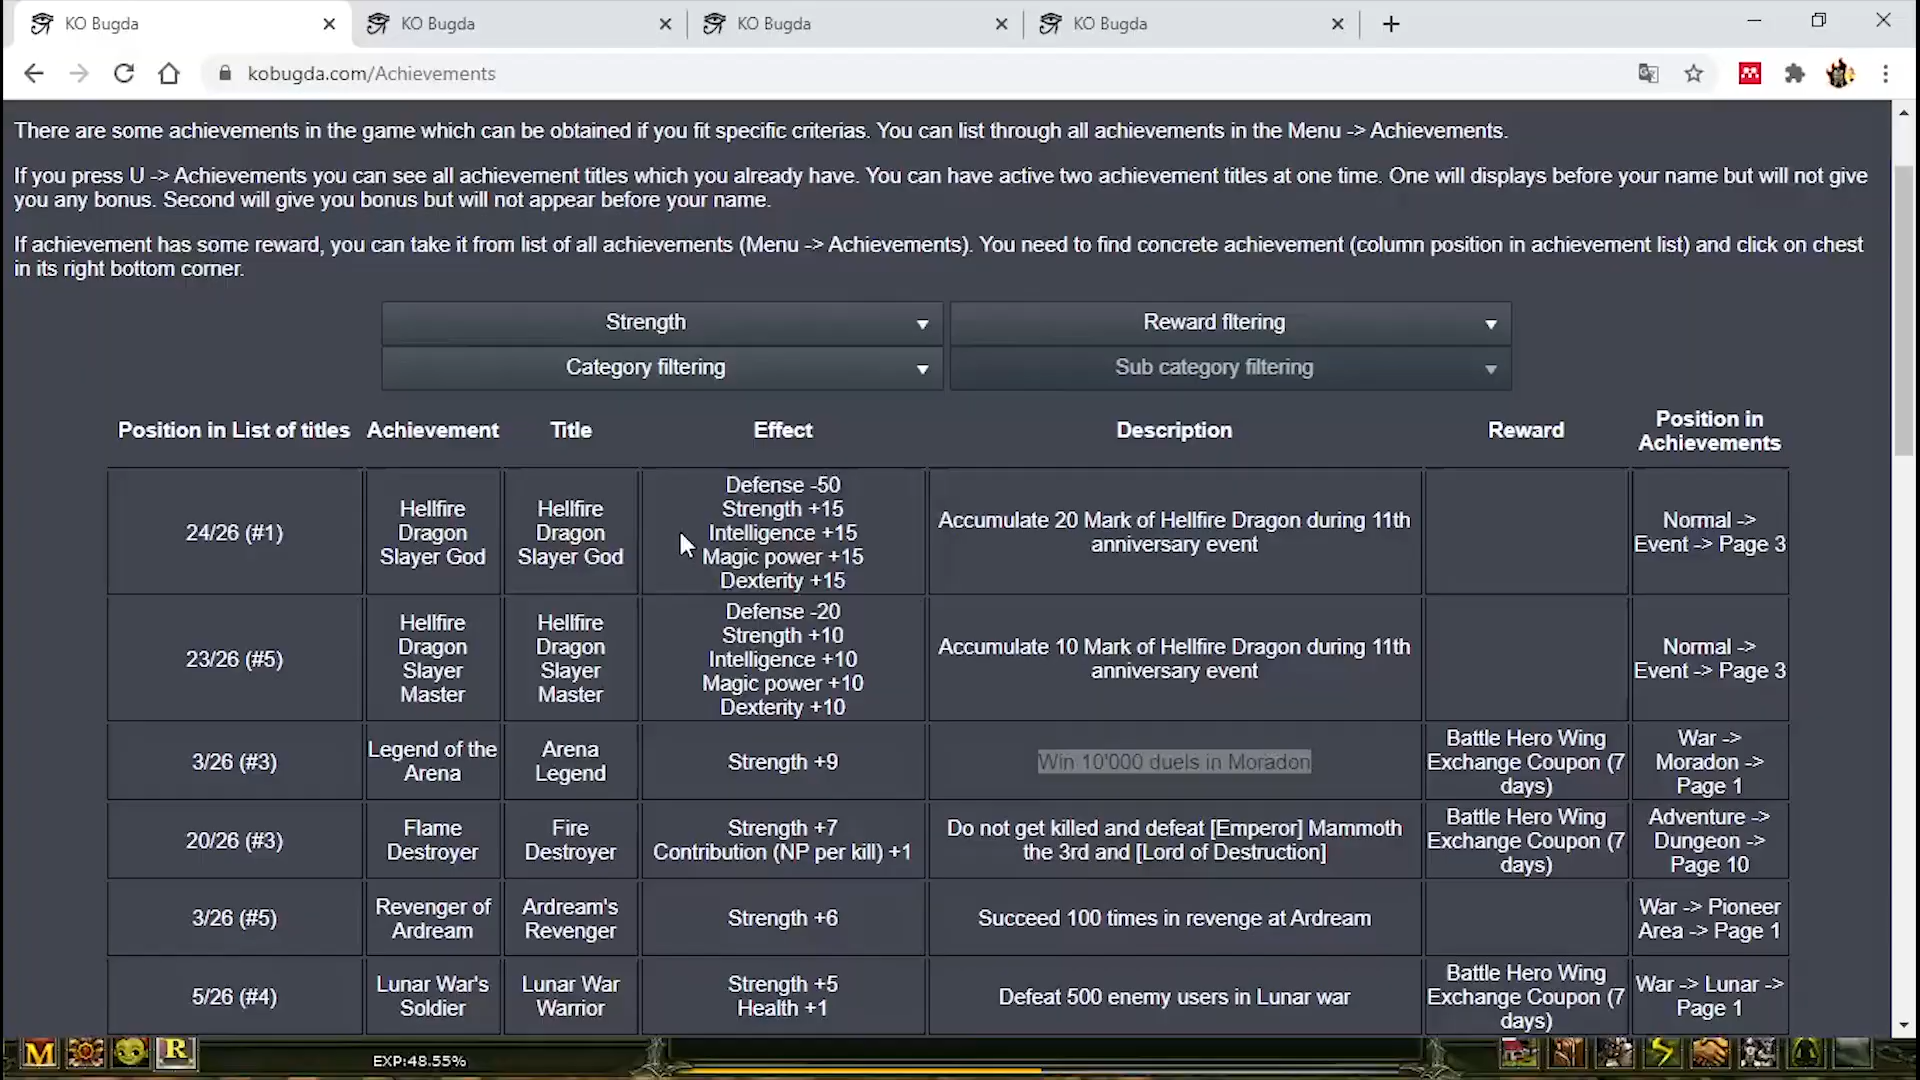 KO Bugda
KO Bugda
KO Bugda
KO Bugda
kobugda.com/Achievements
There are some achievements in the game which can be obtained if you fit specific criterias. You can list through all achievements in the Menu -> Achievements.
If you press U -> Achievements you can see all achievement titles which you already have. You can have active two achievement titles at one time. One will displays before your name but will not give
you any bonus. Second will give you bonus but will not appear before your name.
If achievement has some reward, you can take it from list of all achievements (Menu -> Achievements). You need to find concrete achievement (column position in achievement list) and click on chest
in its right bottom corner.
Strength
Reward fltering
Category filtering
Sub category filtering
Position in List of titles
Achievement
Title
Effect
Description
Reward
Position in
Achievements
24/26 (#1)
Hellfire
Dragon
Slayer God
Hellfire
Dragon
Slayer God
Defense -50
Strength +15
Intelligence +15
Magic power +15
Dexterity +15
Accumulate 20 Mark of Hellfire Dragon during 11th
anniversary event
Normal ->
Event -> Page 3
23/26 (#5)
Hellfire
Dragon
Slayer
Master
Hellfire
Dragon
Slayer
Master
Defense -20
Strength +10
Intelligence +10
Magic power +10
Dexterity +10
Accumulate 10 Mark of Hellfire Dragon during 11th
anniversary event
Normal ->
Event -> Page 3
3/26 (#3)
Legend of the
Arena
Arena
Legend
Strength +9
Win 10'000 duels in Moradon
Battle Hero Wing
Exchange Coupon (7
days)
War ->
Moradon ->
Page 1
20/26 (#3)
Flame
Destroyer
Fire
Destroyer
Strength +7
Contribution (NP per kill) +1
Do not get killed and defeat [Emperor] Mammoth
the 3rd and [Lord of Destruction]
Battle Hero Wing
Exchange Coupon (7
days)
Adventure ->
Dungeon ->
Page 10
3/26 (#5)
Revenger of
Ardream
Ardream's
Revenger
Strength +6
Succeed 100 times in revenge at Ardream
War -> Pioneer
Area -> Page 1
5/26 (#4)
Lunar War's
Soldier
Lunar War
Warrior
Strength +5
Health +1
Defeat 500 enemy users in Lunar war
Battle Hero Wing
Exchange Coupon (7
days)
War -> Lunar ->
Page 1
M
R
EXP:48.55%